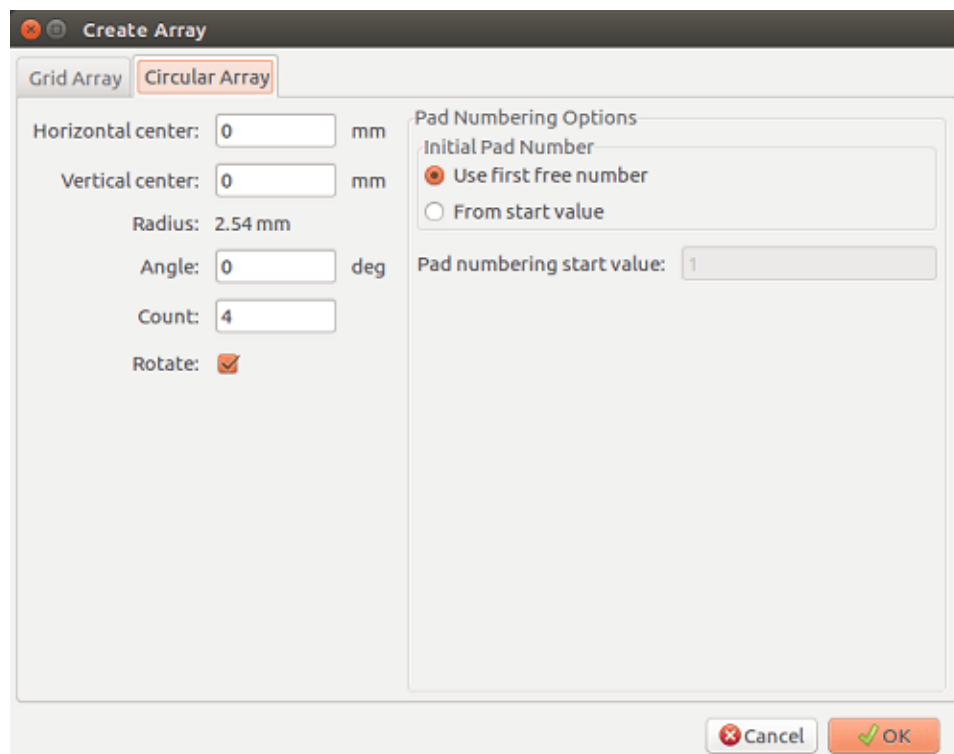 Create Array
Grid Array
Circular Array
Horizontal center: 0 mm
Vertical center: 0 mm
Radius: 2.54 mm
Angle: 0 deg
Count: 4
Rotate:
Pad Numbering Options
Initial Pad Number
Use first free number
From start value
Pad numbering start value: 1
Cancel
OK